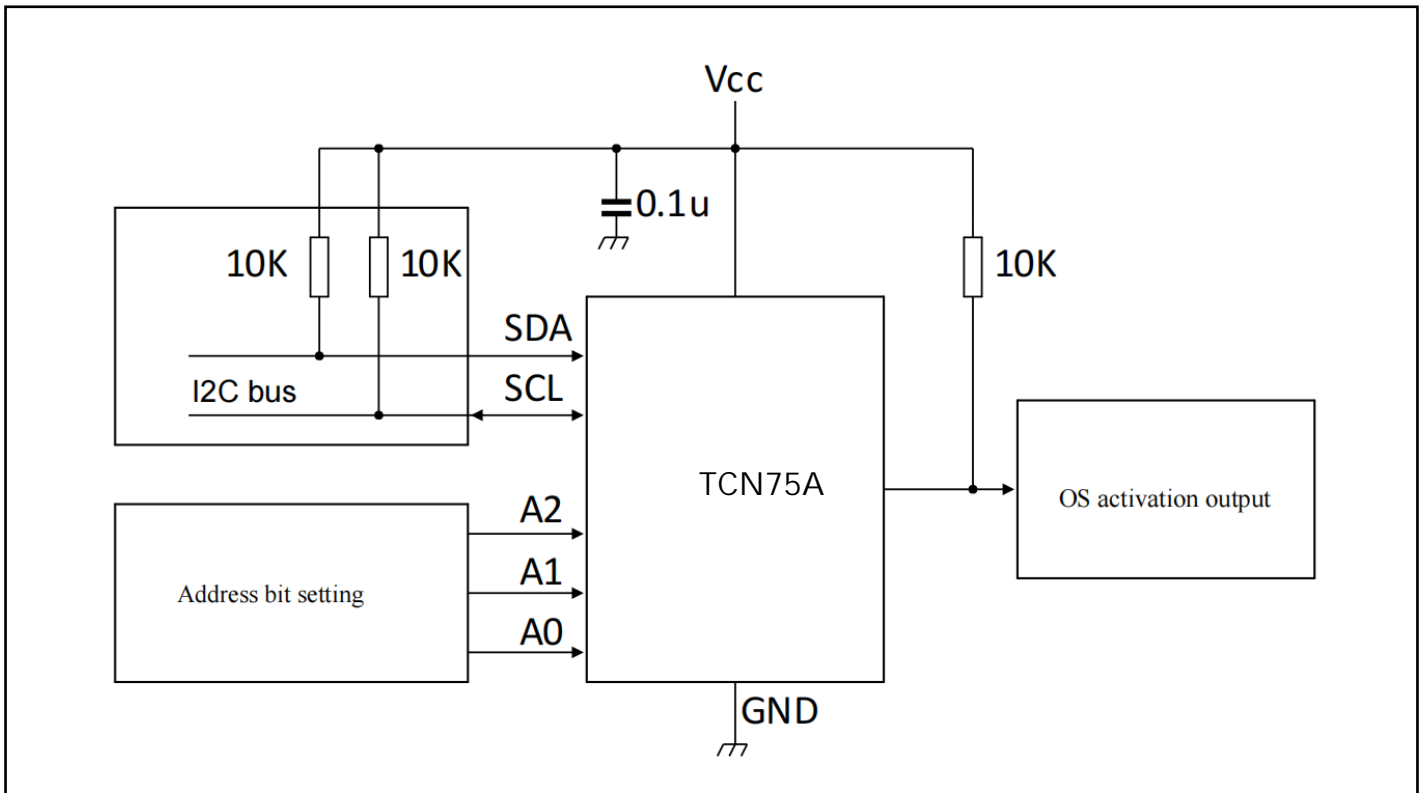 Vcc
0.1u
10K
10K
10K
SDA
I2C bus
SCL
TCN75A
OS activation output
A2
Address bit setting
A1
A0
GND